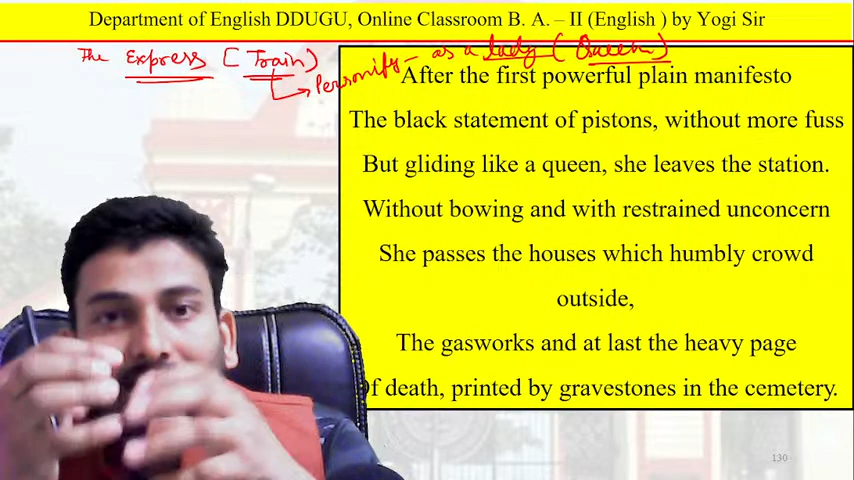 Department of English DDUGU, Online Classroom B. A. – II (English ) by Yogi Sir
The Express (Train)
Personify - as a lady (Queen)
After the first powerful plain manifesto
The black statement of pistons, without more fuss
But gliding like a queen, she leaves the station.
Without bowing and with restrained unconcern
She passes the houses which humbly crowd
outside,
The gasworks and at last the heavy page
Of death, printed by gravestones in the cemetery.
130